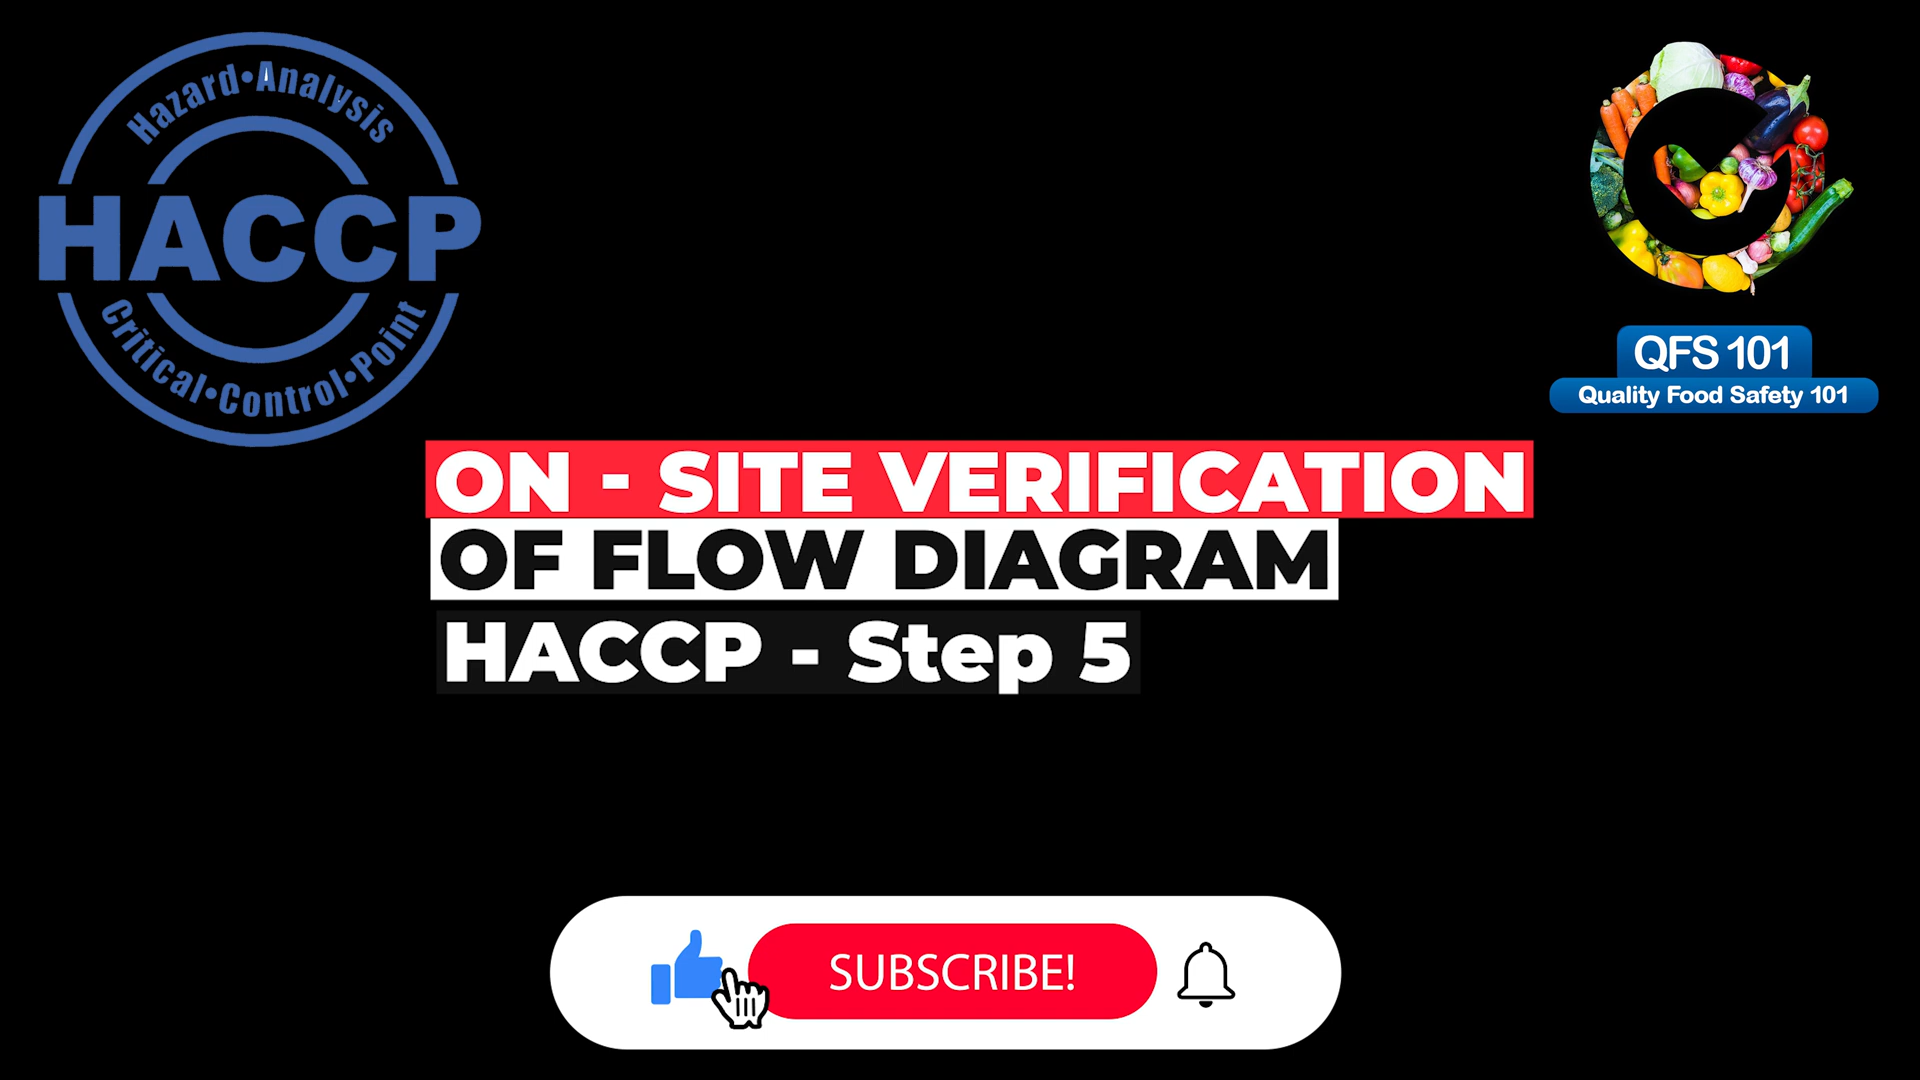 Hazard•Analysis
HACCP
Critical•Control•Point
QFS 101
Quality Food Safety 101
ON - SITE VERIFICATION
OF FLOW DIAGRAM
HACCP - Step 5
SUBSCRIBE!